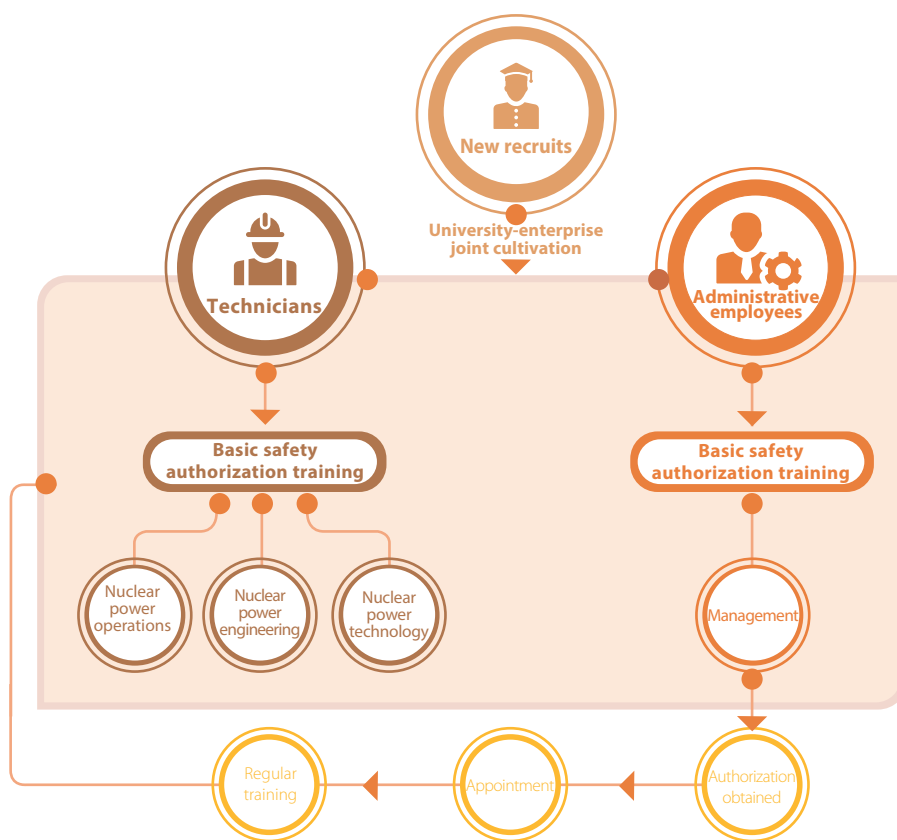 New recruits
University-enterprise
joint cultivation
Technicians
Administrative
employees
Basic safety
authorization training
Basic safety
authorization training
Nuclear
power
operations
Nuclear
power
engineering
Nuclear
power
technology
Management
Regular
training
Appointment
Authorization
obtained